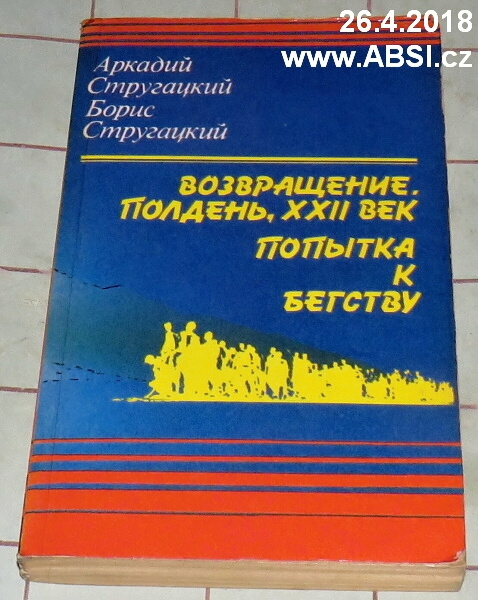 26.4.2018
www.ABSI.cz
Аркадий
Стругацкий
Борис
Стругацкий
ВОЗВРАЩЕНИЕ.
ПОЛДЕНЬ, XXII ВЕК
ПОПЫТКА
К
БЕГСТВУ